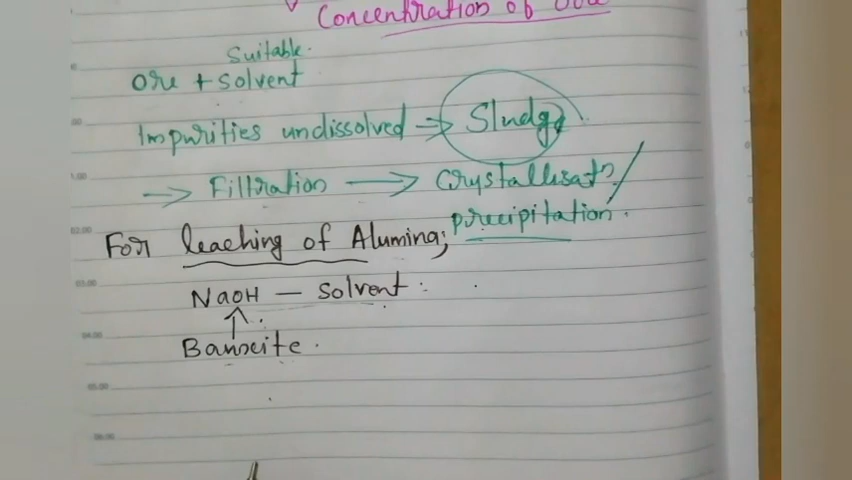 Concentration of
Suitable.
Ore + solvent
Impurities undissolved → Sludge
→ Filtration → Crystallisatn /
precipitation.
For leaching of Alumina;
NaOH — solvent.
↑
Bauxite.